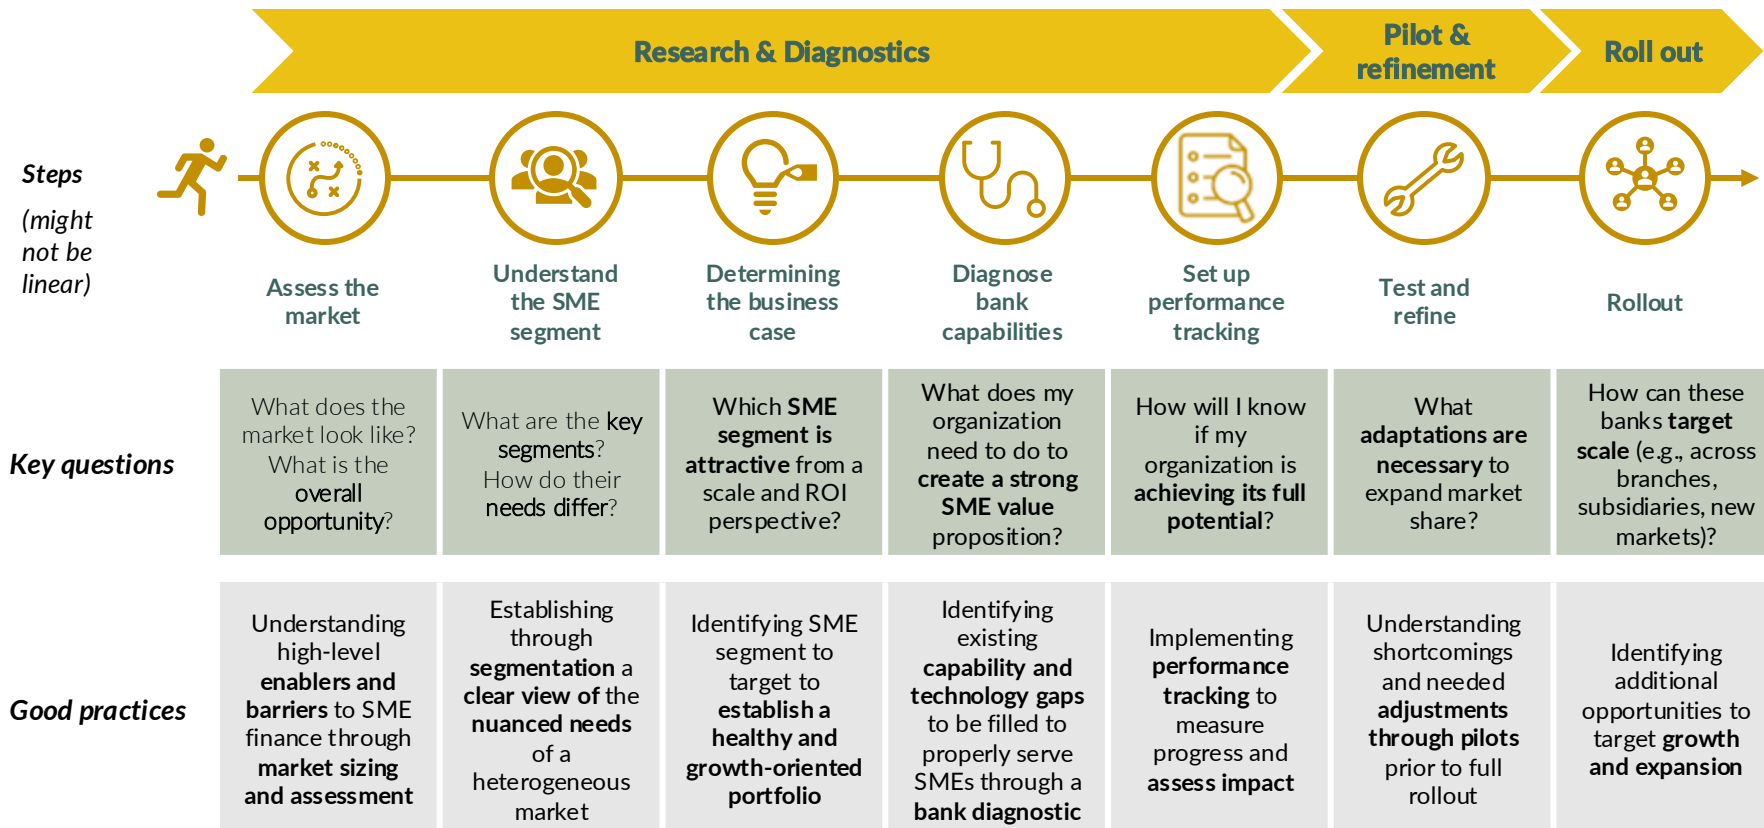 Research & Diagnostics
Pilot &
refinement
Roll out
Steps
(might
not be
linear)
Assess the
market
Understand
the SME
segment
Determining
the business
case
Diagnose
bank
capabilities
Set up
performance
tracking
Test and
refine
Rollout
Key questions
What does the
market look like?
What is the
overall
opportunity?
What are the key
segments?
How do their
needs differ?
Which SME
segment is
attractive from a
scale and ROI
perspective?
What does my
organization
need to do to
create a strong
SME value
proposition?
How will I know
if my
organization is
achieving its full
potential?
What
adaptations are
necessary to
expand market
share?
How can these
banks target
scale (e.g., across
branches,
subsidiaries, new
markets)?
Good practices
Understanding
high-level
enablers and
barriers to SME
finance through
market sizing
and assessment
Establishing
through
segmentation a
clear view of the
nuanced needs
of a
heterogeneous
market
Identifying SME
segment to
target to
establish a
healthy and
growth-oriented
portfolio
Identifying
existing
capability and
technology gaps
to be filled to
properly serve
SMEs through a
bank diagnostic
Implementing
performance
tracking to
measure
progress and
assess impact
Understanding
shortcomings
and needed
adjustments
through pilots
prior to full
rollout
Identifying
additional
opportunities to
target growth
and expansion